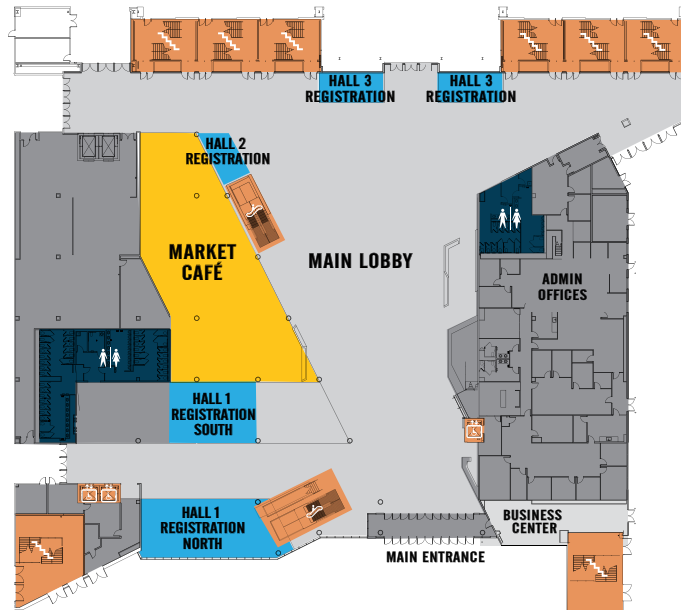 HALL 3
REGISTRATION
HALL 3
REGISTRATION
HALL 2
REGISTRATION
MARKET
CAFÉ
MAIN LOBBY
ADMIN
OFFICES
HALL 1
REGISTRATION
SOUTH
HALL 1
REGISTRATION
NORTH
BUSINESS
CENTER
MAIN ENTRANCE